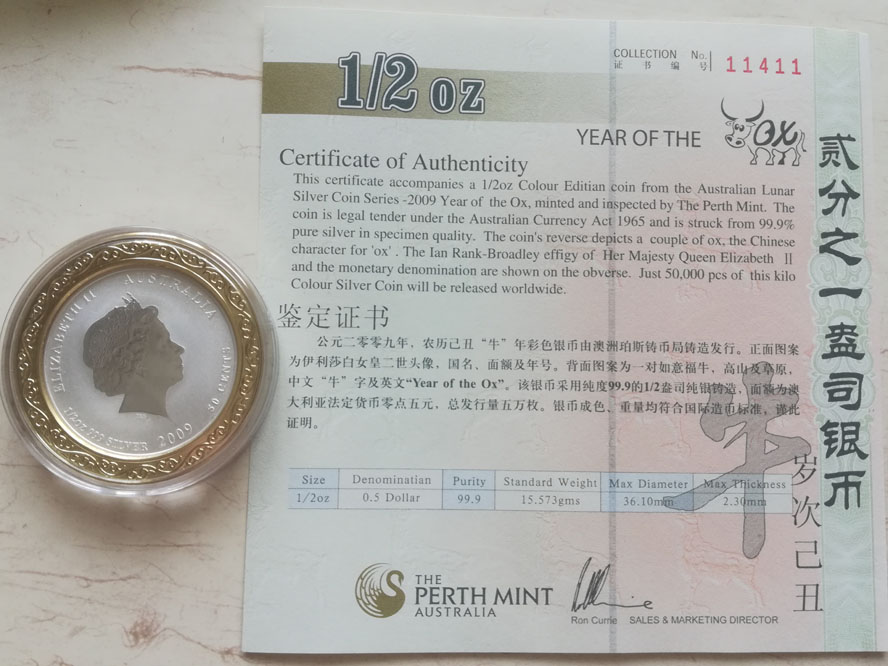 1/2 oz
COLLECTION No.
证书编号
11411
YEAR OF THE OX
Certificate of Authenticity
This certificate accompanies a 1/2oz Colour Editian coin from the Australian Lunar
Silver Coin Series -2009 Year of the Ox, minted and inspected by The Perth Mint. The
coin is legal tender under the Australian Currency Act 1965 and is struck from 99.9%
pure silver in specimen quality. The coin's reverse depicts a couple of ox, the Chinese
character for 'ox' . The Ian Rank-Broadley effigy of Her Majesty Queen Elizabeth II
and the monetary denomination are shown on the obverse. Just 50,000 pcs of this kilo
Colour Silver Coin will be released worldwide.
鉴定证书
公元二零零九年，农历己丑“牛”年彩色银币由澳洲珀斯铸币局铸造发行。正面图案
为伊利莎白女皇二世头像，国名、面额及年号。背面图案为一对如意福牛，高山及草原，
中文“牛”字及英文“Year of the Ox”。该银币采用纯度99.9的1/2盎司纯银铸造，面额为澳
大利亚法定货币零点五元，总发行量五万枚。银币成色、重量均符合国际造币标准，谨此
证明。
Size Denominatian Purity Standard Weight Max Diameter Max Thickness
1/2oz 0.5 Dollar 99.9 15.573gms 36.10mm 2.30mm
牛
THE
PERTH MINT
AUSTRALIA
Ron Currie SALES & MARKETING DIRECTOR
贰分之一盎司银币
岁次己丑
ELIZABETH II AUSTRALIA
1/2oz 999 SILVER 2009 50 CENTS